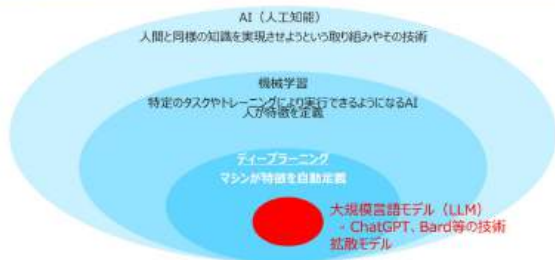 AI（人工知能）
人間と同様の知識を実現させようという取り組みやその技術
機械学習
特定のタスクやトレーニングにより実行できるようになるAI
人が特徴を定義
ディープラーニング
マシンが特徴を自動定義
大規模言語モデル（LLM）
- ChatGPT、Bard等の技術
拡散モデル